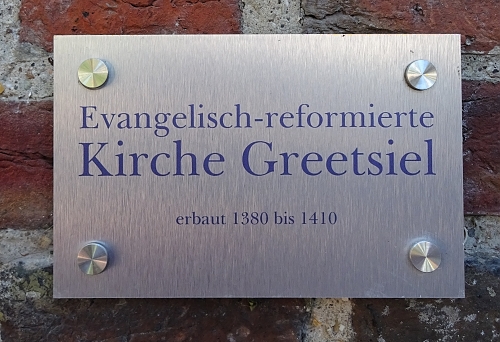 Evangelisch-reformierte
Kirche Greetsiel
erbaut 1380 bis 1410